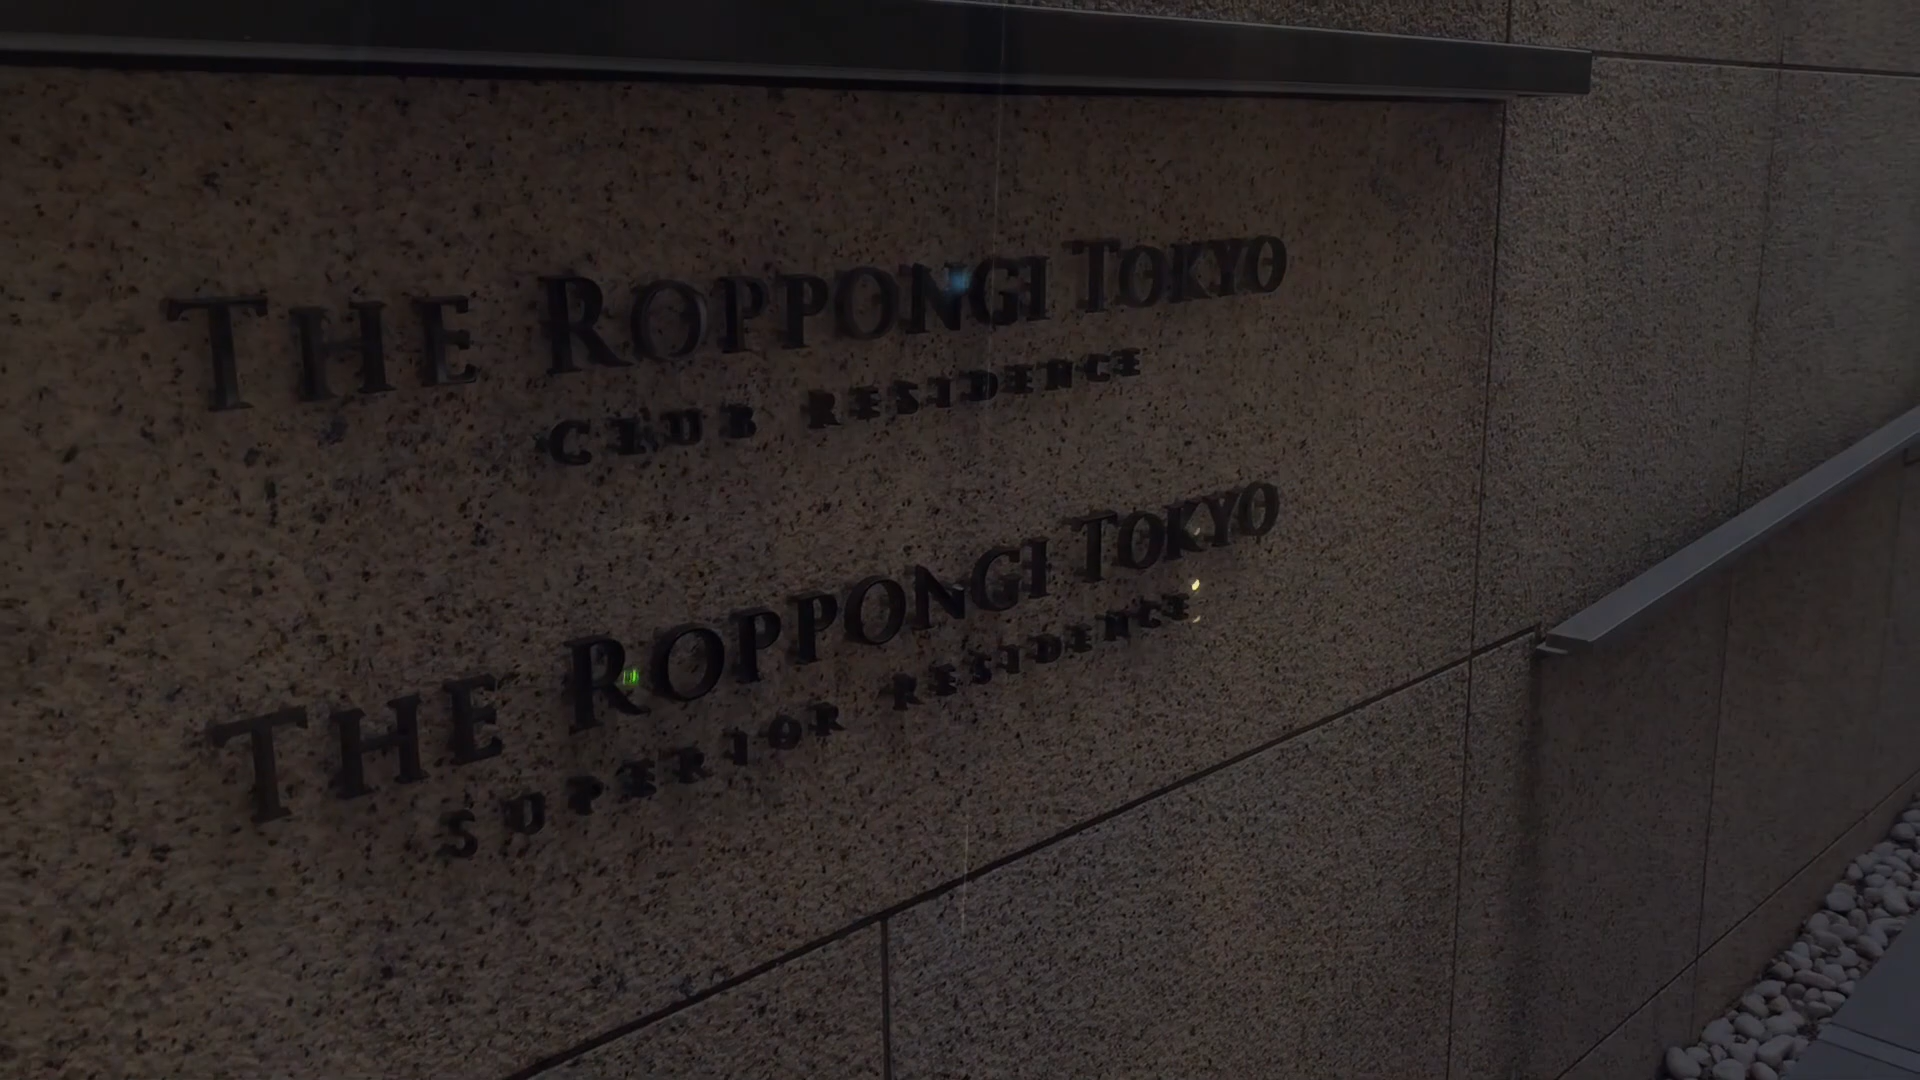 THE ROPPONGI TOKYO
CLUB RESIDENCE
THE ROPPONGI TOKYO
SUPERIOR RESIDENCE